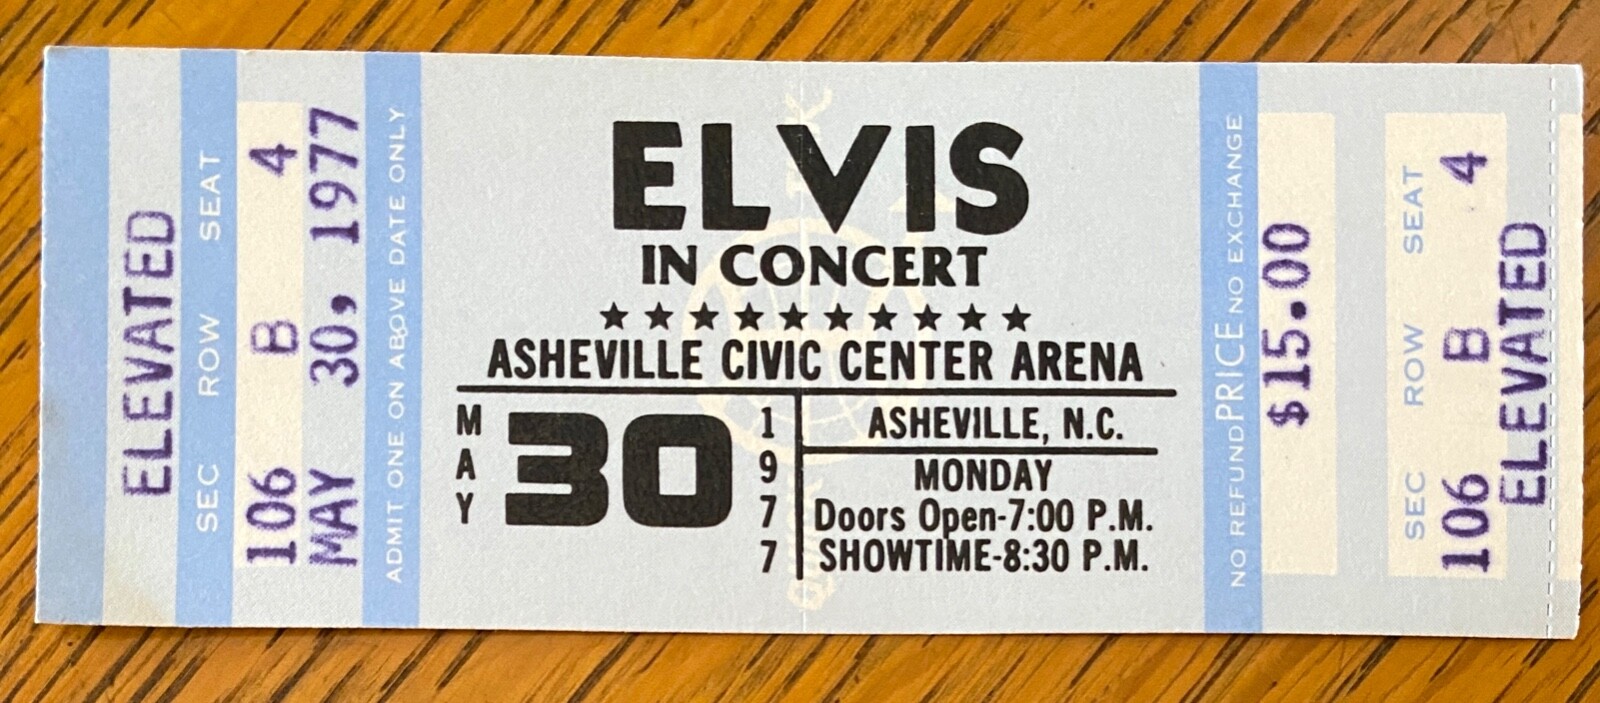 ELEVATED
SEC ROW SEAT
106 B 4
MAY 30, 1977
ADMIT ONE ON ABOVE DATE ONLY
ELVIS
IN CONCERT
★★★★★★★★★★
ASHEVILLE CIVIC CENTER ARENA
MAY
30
1977
ASHEVILLE, N.C.
MONDAY
Doors Open-7:00 P.M.
SHOWTIME-8:30 P.M.
NO REFUND PRICE NO EXCHANGE
$15.00
SEC ROW SEAT
106 B 4
ELEVATED